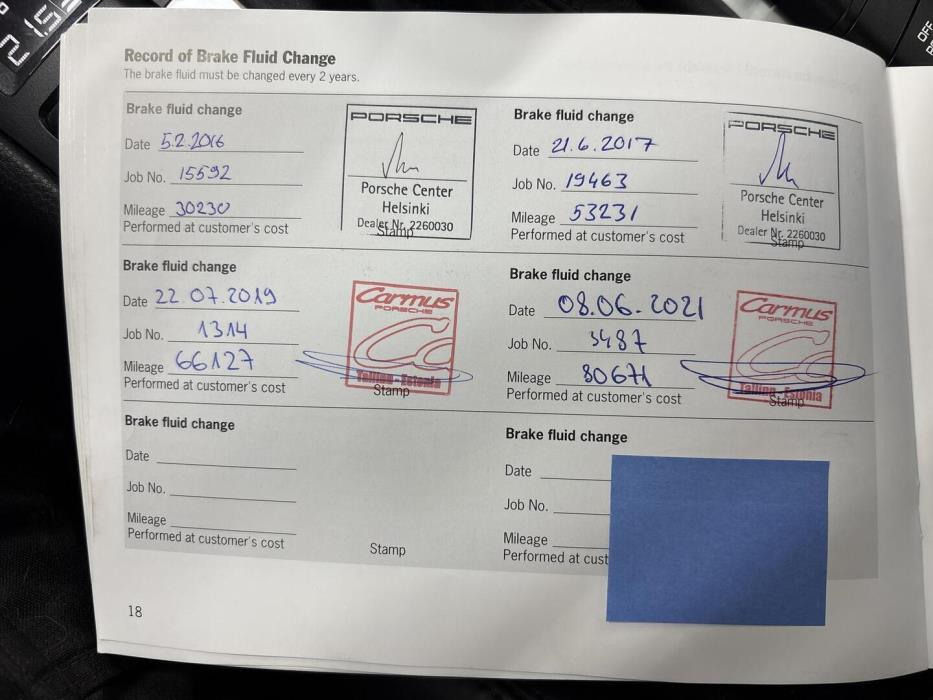 Record of Brake Fluid Change
The brake fluid must be changed every 2 years.
Brake fluid change
Date 5.2.2016
Job No. 15592
Mileage 30230
Performed at customer's cost
PORSCHE
Porsche Center
Helsinki
Dealer Nr. 2260030
Stamp
Brake fluid change
Date 21.6.2017
Job No. 19463
Mileage 53231
Performed at customer's cost
PORSCHE
Porsche Center
Helsinki
Dealer Nr. 2260030
Stamp
Brake fluid change
Date 22.07.2019
Job No. 1314
Mileage 66127
Performed at customer's cost
Carmus
PORSCHE
Tallinn - Estonia
Stamp
Brake fluid change
Date 08.06.2021
Job No. 3487
Mileage 80671
Performed at customer's cost
Carmus
PORSCHE
Tallinn - Estonia
Stamp
Brake fluid change
Date
Job No.
Mileage
Performed at customer's cost
Stamp
Brake fluid change
Date
Job No.
Mileage
Performed at cust
18
OFF